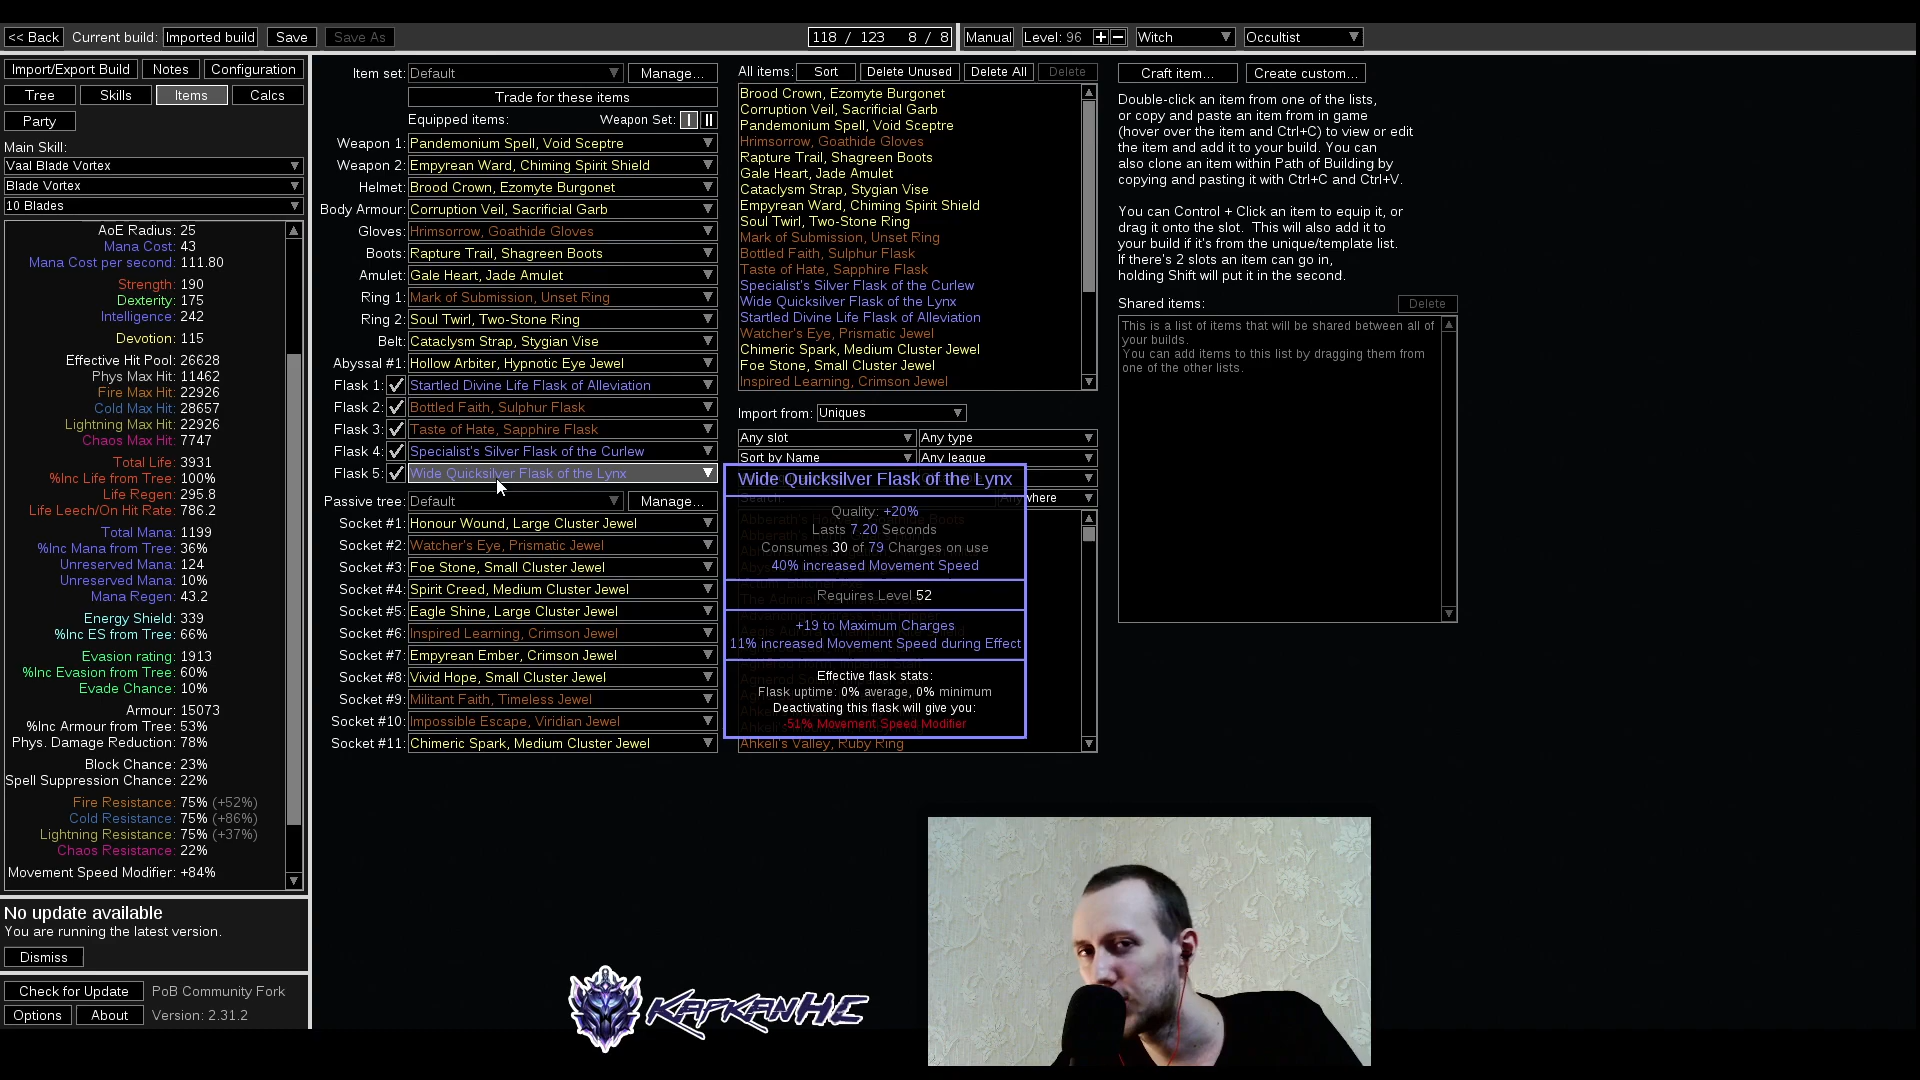 << Back
Current build:
Imported build
Save
Save As
118 / 123 8 / 8
Manual
Level: 96
+
−
Witch
Occultist
Import/Export Build
Notes
Configuration
Tree
Skills
Items
Calcs
Party
Main Skill:
Vaal Blade Vortex
Blade Vortex
10 Blades
AoE Radius: 25
Mana Cost: 43
Mana Cost per second: 111.80
Strength: 190
Dexterity: 175
Intelligence: 242
Devotion: 115
Effective Hit Pool: 26628
Phys Max Hit: 11462
Fire Max Hit: 22926
Cold Max Hit: 28657
Lightning Max Hit: 22926
Chaos Max Hit: 7747
Total Life: 3931
%Inc Life from Tree: 100%
Life Regen: 295.8
Life Leech/On Hit Rate: 786.2
Total Mana: 1199
%Inc Mana from Tree: 36%
Unreserved Mana: 124
Unreserved Mana: 10%
Mana Regen: 43.2
Energy Shield: 339
%Inc ES from Tree: 66%
Evasion rating: 1913
%Inc Evasion from Tree: 60%
Evade Chance: 10%
Armour: 15073
%Inc Armour from Tree: 53%
Phys. Damage Reduction: 78%
Block Chance: 23%
Spell Suppression Chance: 22%
Fire Resistance: 75% (+52%)
Cold Resistance: 75% (+86%)
Lightning Resistance: 75% (+37%)
Chaos Resistance: 22%
Movement Speed Modifier: +84%
No update available
You are running the latest version.
Dismiss
Check for Update
PoB Community Fork
Options
About
Version: 2.31.2
Item set:
Default
Manage...
Trade for these items
Equipped items:
Weapon Set:
I
II
Weapon 1: Pandemonium Spell, Void Sceptre
Weapon 2: Empyrean Ward, Chiming Spirit Shield
Helmet: Brood Crown, Ezomyte Burgonet
Body Armour: Corruption Veil, Sacrificial Garb
Gloves: Hrimsorrow, Goathide Gloves
Boots: Rapture Trail, Shagreen Boots
Amulet: Gale Heart, Jade Amulet
Ring 1: Mark of Submission, Unset Ring
Ring 2: Soul Twirl, Two-Stone Ring
Belt: Cataclysm Strap, Stygian Vise
Abyssal #1: Hollow Arbiter, Hypnotic Eye Jewel
Flask 1: Startled Divine Life Flask of Alleviation
Flask 2: Bottled Faith, Sulphur Flask
Flask 3: Taste of Hate, Sapphire Flask
Flask 4: Specialist's Silver Flask of the Curlew
Flask 5: Wide Quicksilver Flask of the Lynx
Passive tree:
Default
Manage...
Socket #1: Honour Wound, Large Cluster Jewel
Socket #2: Watcher's Eye, Prismatic Jewel
Socket #3: Foe Stone, Small Cluster Jewel
Socket #4: Spirit Creed, Medium Cluster Jewel
Socket #5: Eagle Shine, Large Cluster Jewel
Socket #6: Inspired Learning, Crimson Jewel
Socket #7: Empyrean Ember, Crimson Jewel
Socket #8: Vivid Hope, Small Cluster Jewel
Socket #9: Militant Faith, Timeless Jewel
Socket #10: Impossible Escape, Viridian Jewel
Socket #11: Chimeric Spark, Medium Cluster Jewel
All items:
Sort
Delete Unused
Delete All
Delete
Brood Crown, Ezomyte Burgonet
Corruption Veil, Sacrificial Garb
Pandemonium Spell, Void Sceptre
Hrimsorrow, Goathide Gloves
Rapture Trail, Shagreen Boots
Gale Heart, Jade Amulet
Cataclysm Strap, Stygian Vise
Empyrean Ward, Chiming Spirit Shield
Soul Twirl, Two-Stone Ring
Mark of Submission, Unset Ring
Bottled Faith, Sulphur Flask
Taste of Hate, Sapphire Flask
Specialist's Silver Flask of the Curlew
Wide Quicksilver Flask of the Lynx
Startled Divine Life Flask of Alleviation
Watcher's Eye, Prismatic Jewel
Chimeric Spark, Medium Cluster Jewel
Foe Stone, Small Cluster Jewel
Inspired Learning, Crimson Jewel
Import from:
Uniques
Any slot
Any type
Sort by Name
Any league
Search:
Wide Quicksilver Flask of the Lynx
Quality: +20%
Lasts 7.20 Seconds
Consumes 30 of 79 Charges on use
40% increased Movement Speed
Requires Level 52
+19 to Maximum Charges
11% increased Movement Speed during Effect
Effective flask stats:
Flask uptime: 0% average, 0% minimum
Deactivating this flask will give you:
-51% Movement Speed Modifier
Ahkeli's Valley, Ruby Ring
Craft item...
Create custom...
Double-click an item from one of the lists,
or copy and paste an item from in game
(hover over the item and Ctrl+C) to view or edit
the item and add it to your build. You can
also clone an item within Path of Building by
copying and pasting it with Ctrl+C and Ctrl+V.
You can Control + Click an item to equip it, or
drag it onto the slot. This will also add it to
your build if it's from the unique/template list.
If there's 2 slots an item can go in,
holding Shift will put it in the second.
Shared items:
Delete
This is a list of items that will be shared between all of
your builds.
You can add items to this list by dragging them from
one of the other lists.
KAPKANHC